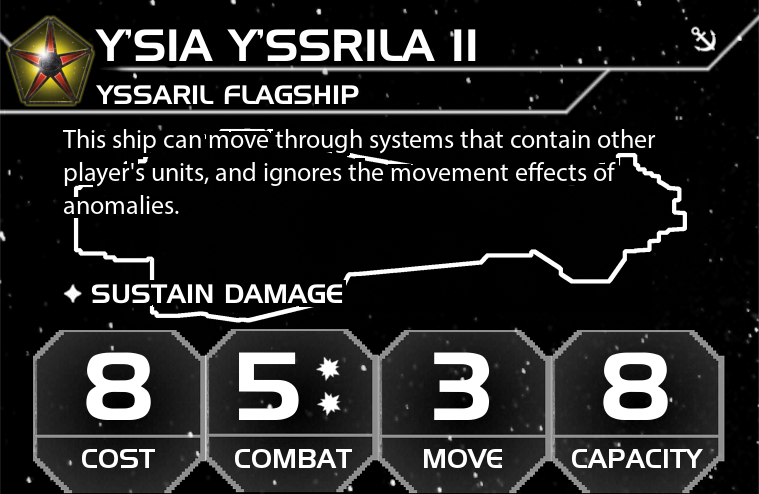 Y'SIA Y'SSRILA II
YSSARIL FLAGSHIP
This ship can move through systems that contain other
player's units, and ignores the movement effects of
anomalies.
SUSTAIN DAMAGE
8 5 3 8
COST COMBAT MOVE CAPACITY